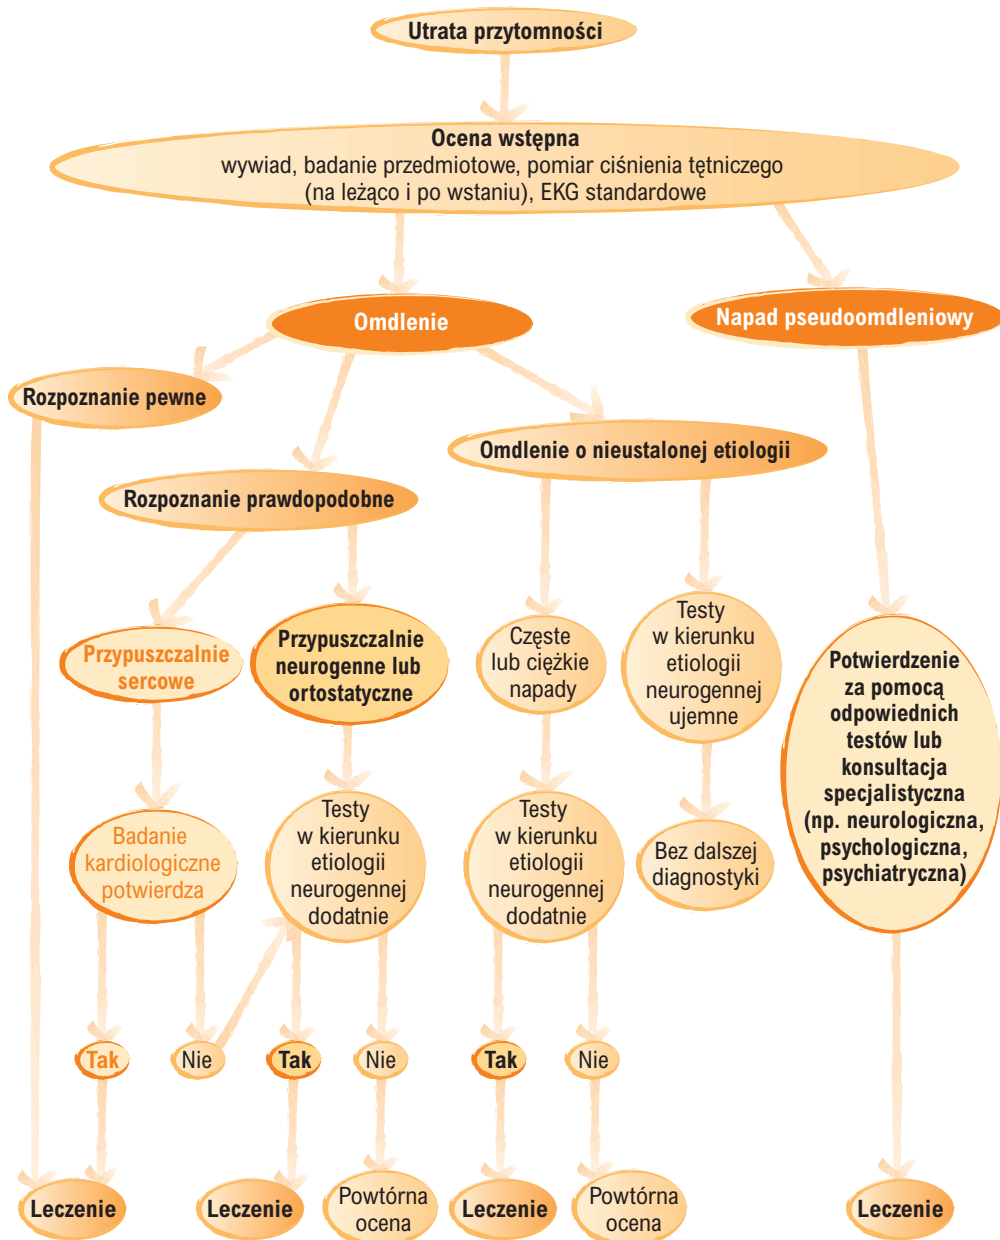 Utrata przytomności
Ocena wstępna
wywiad, badanie przedmiotowe, pomiar ciśnienia tętniczego
(na leżąco i po wstaniu), EKG standardowe
Omdlenie
Napad pseudoomdleniowy
Rozpoznanie pewne
Omdlenie o nieustalonej etiologii
Rozpoznanie prawdopodobne
Przypuszczalnie
sercowe
Przypuszczalnie
neurogenne lub
ortostatyczne
Częste
lub ciężkie
napady
Testy
w kierunku
etiologii
neurogennej
ujemne
Potwierdzenie
za pomocą
odpowiednich
testów lub
konsultacja
specjalistyczna
(np. neurologiczna,
psychologiczna,
psychiatryczna)
Badanie
kardiologiczne
potwierdza
Testy
w kierunku
etiologii
neurogennej
dodatnie
Testy
w kierunku
etiologii
neurogennej
dodatnie
Bez dalszej
diagnostyki
Tak
Nie
Tak
Nie
Tak
Nie
Leczenie
Leczenie
Powtórna
ocena
Leczenie
Powtórna
ocena
Leczenie